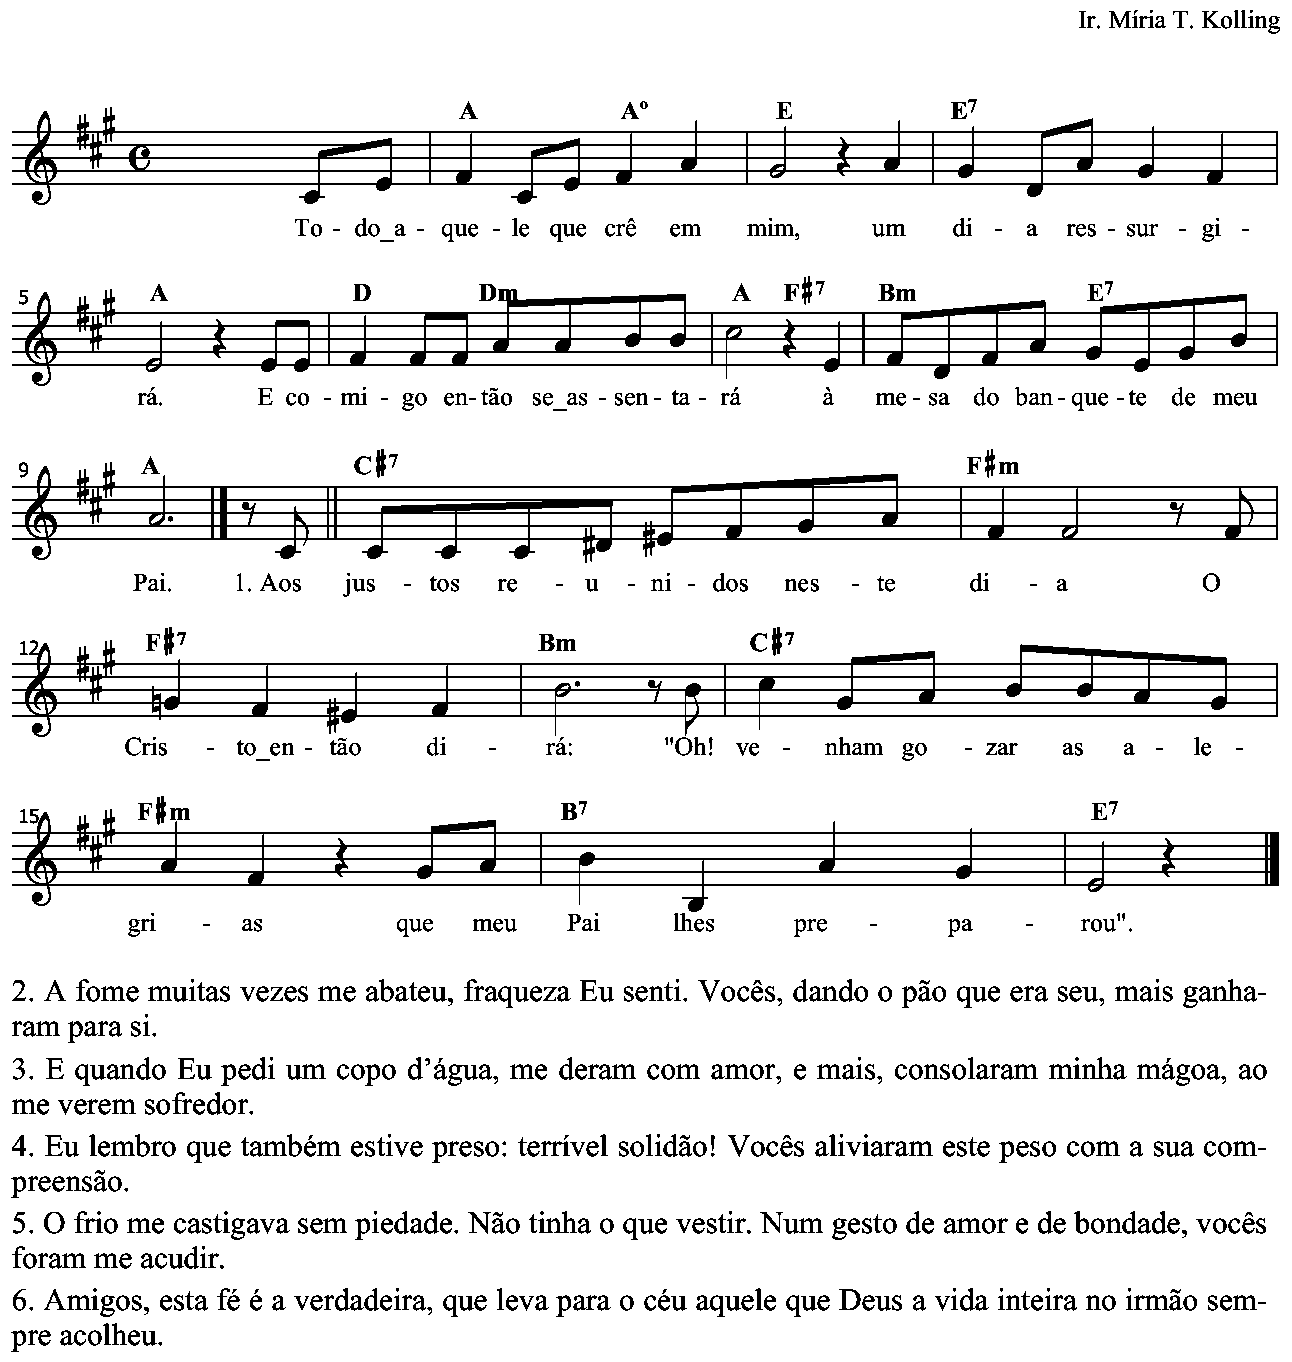 Ir. Míria T. Kolling
A Aº E E7
To - do_a - que - le que crê em mim, um di - a res - sur - gi -
5 A D Dm A F#7 Bm E7
rá. E co - mi - go en-tão se_as - sen - ta - rá à me - sa do ban - que - te de meu
9 A C#7 F#m
Pai. 1. Aos jus - tos re - u - ni - dos nes - te di - a O
12 F#7 Bm C#7
Cris - to_en - tão di - rá: "Oh! ve - nham go - zar as a - le -
15 F#m B7 E7
gri - as que meu Pai lhes pre - pa - rou".
2. A fome muitas vezes me abateu, fraqueza Eu senti. Vocês, dando o pão que era seu, mais ganha-
ram para si.
3. E quando Eu pedi um copo d’água, me deram com amor, e mais, consolaram minha mágoa, ao
me verem sofredor.
4. Eu lembro que também estive preso: terrível solidão! Vocês aliviaram este peso com a sua com-
preensão.
5. O frio me castigava sem piedade. Não tinha o que vestir. Num gesto de amor e de bondade, vocês
foram me acudir.
6. Amigos, esta fé é a verdadeira, que leva para o céu aquele que Deus a vida inteira no irmão sem-
pre acolheu.